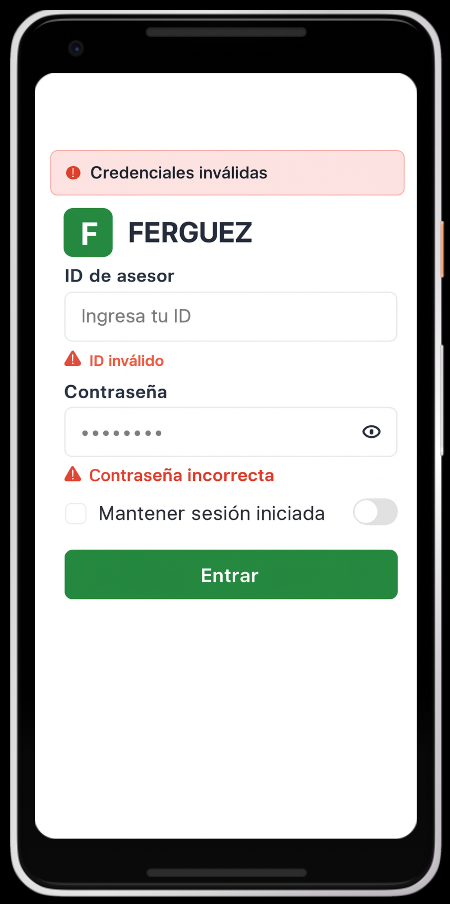 Credenciales inválidas
F FERGUEZ
ID de asesor
Ingresa tu ID
ID inválido
Contraseña
Contraseña incorrecta
Mantener sesión iniciada
Entrar